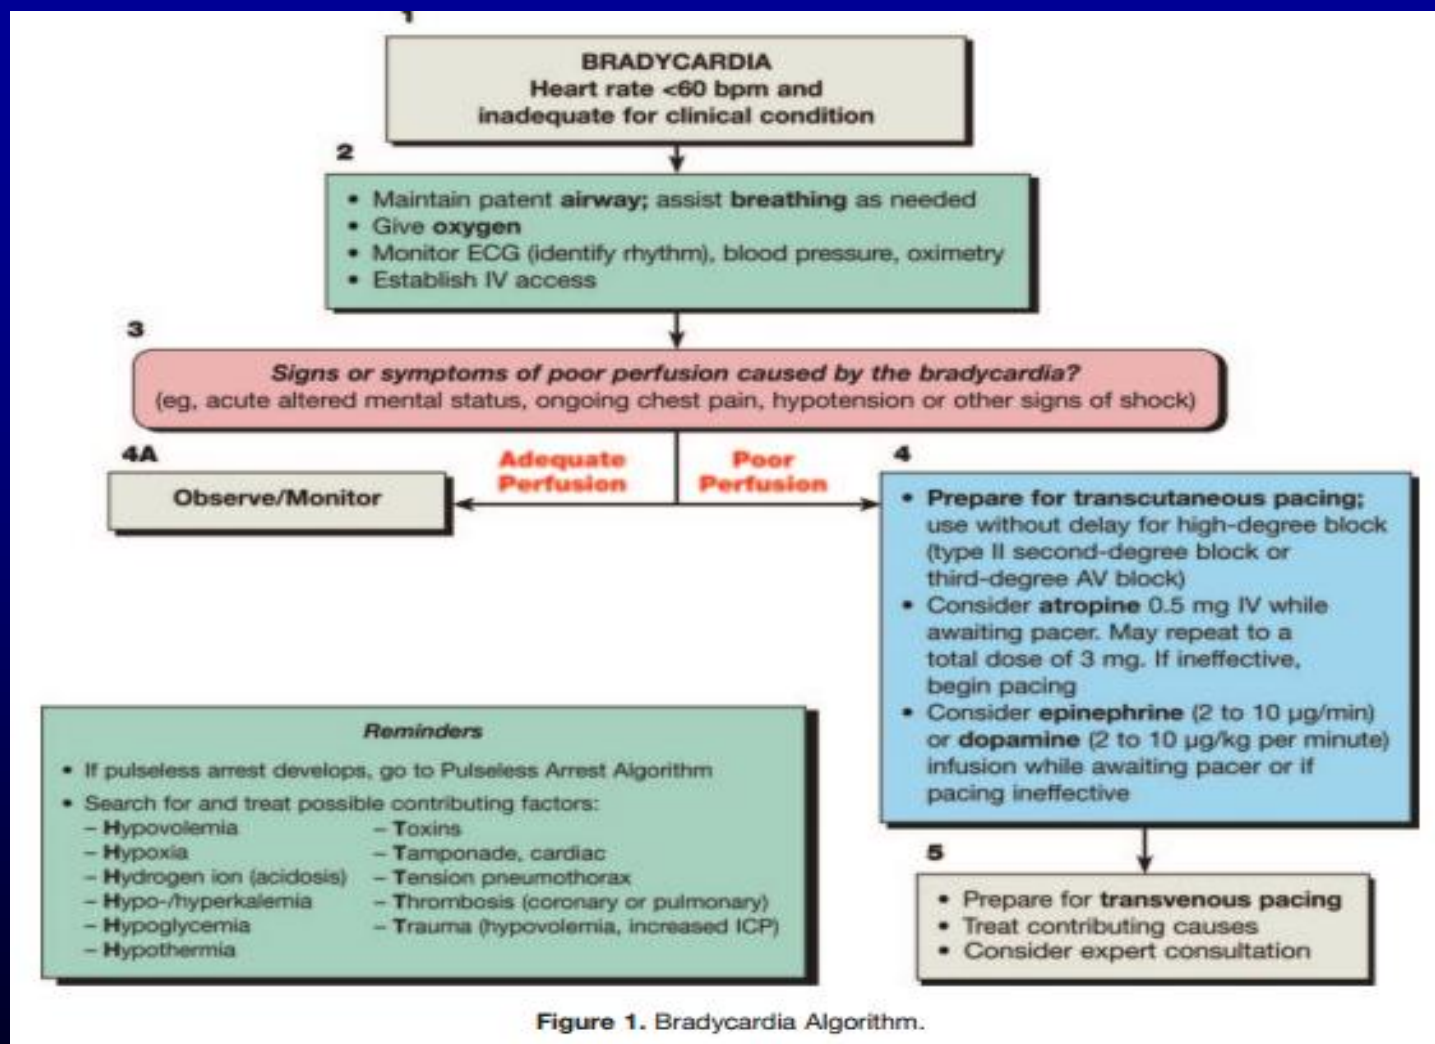 1
BRADYCARDIA
Heart rate <60 bpm and
inadequate for clinical condition
2
• Maintain patent airway; assist breathing as needed
• Give oxygen
• Monitor ECG (identify rhythm), blood pressure, oximetry
• Establish IV access
3
Signs or symptoms of poor perfusion caused by the bradycardia?
(eg, acute altered mental status, ongoing chest pain, hypotension or other signs of shock)
4A
Observe/Monitor
Adequate
Perfusion
Poor
Perfusion
4
• Prepare for transcutaneous pacing;
use without delay for high-degree block
(type II second-degree block or
third-degree AV block)
• Consider atropine 0.5 mg IV while
awaiting pacer. May repeat to a
total dose of 3 mg. If ineffective,
begin pacing
• Consider epinephrine (2 to 10 µg/min)
or dopamine (2 to 10 µg/kg per minute)
infusion while awaiting pacer or if
pacing ineffective
Reminders
• If pulseless arrest develops, go to Pulseless Arrest Algorithm
• Search for and treat possible contributing factors:
– Hypovolemia
– Hypoxia
– Hydrogen ion (acidosis)
– Hypo-/hyperkalemia
– Hypoglycemia
– Hypothermia
– Toxins
– Tamponade, cardiac
– Tension pneumothorax
– Thrombosis (coronary or pulmonary)
– Trauma (hypovolemia, increased ICP)
5
• Prepare for transvenous pacing
• Treat contributing causes
• Consider expert consultation
Figure 1. Bradycardia Algorithm.